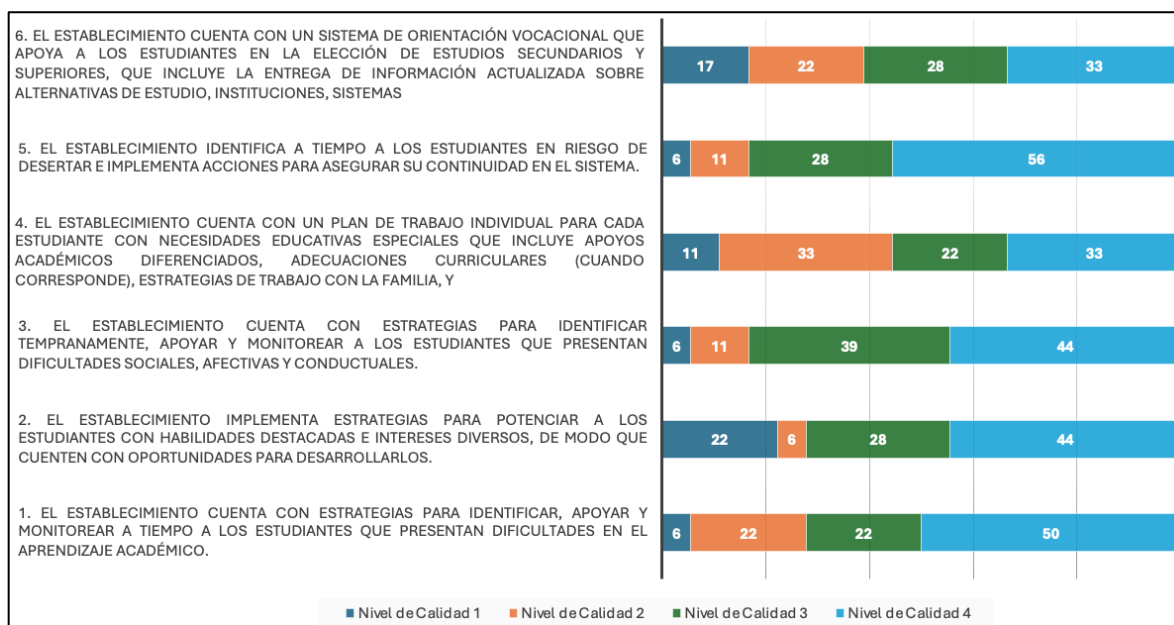 6. EL ESTABLECIMIENTO CUENTA CON UN SISTEMA DE ORIENTACIÓN VOCACIONAL QUE
APOYA A LOS ESTUDIANTES EN LA ELECCIÓN DE ESTUDIOS SECUNDARIOS Y
SUPERIORES, QUE INCLUYE LA ENTREGA DE INFORMACIÓN ACTUALIZADA SOBRE
ALTERNATIVAS DE ESTUDIO, INSTITUCIONES, SISTEMAS
17 22 28 33
5. EL ESTABLECIMIENTO IDENTIFICA A TIEMPO A LOS ESTUDIANTES EN RIESGO DE
DESERTAR E IMPLEMENTA ACCIONES PARA ASEGURAR SU CONTINUIDAD EN EL SISTEMA.
6 11 28 56
4. EL ESTABLECIMIENTO CUENTA CON UN PLAN DE TRABAJO INDIVIDUAL PARA CADA
ESTUDIANTE CON NECESIDADES EDUCATIVAS ESPECIALES QUE INCLUYE APOYOS
ACADÉMICOS DIFERENCIADOS, ADECUACIONES CURRICULARES (CUANDO
CORRESPONDE), ESTRATEGIAS DE TRABAJO CON LA FAMILIA, Y
11 33 22 33
3. EL ESTABLECIMIENTO CUENTA CON ESTRATEGIAS PARA IDENTIFICAR
TEMPRANAMENTE, APOYAR Y MONITOREAR A LOS ESTUDIANTES QUE PRESENTAN
DIFICULTADES SOCIALES, AFECTIVAS Y CONDUCTUALES.
6 11 39 44
2. EL ESTABLECIMIENTO IMPLEMENTA ESTRATEGIAS PARA POTENCIAR A LOS
ESTUDIANTES CON HABILIDADES DESTACADAS E INTERESES DIVERSOS, DE MODO QUE
CUENTEN CON OPORTUNIDADES PARA DESARROLLARLOS.
22 6 28 44
1. EL ESTABLECIMIENTO CUENTA CON ESTRATEGIAS PARA IDENTIFICAR, APOYAR Y
MONITOREAR A TIEMPO A LOS ESTUDIANTES QUE PRESENTAN DIFICULTADES EN EL
APRENDIZAJE ACADÉMICO.
6 22 22 50
Nivel de Calidad 1 Nivel de Calidad 2 Nivel de Calidad 3 Nivel de Calidad 4